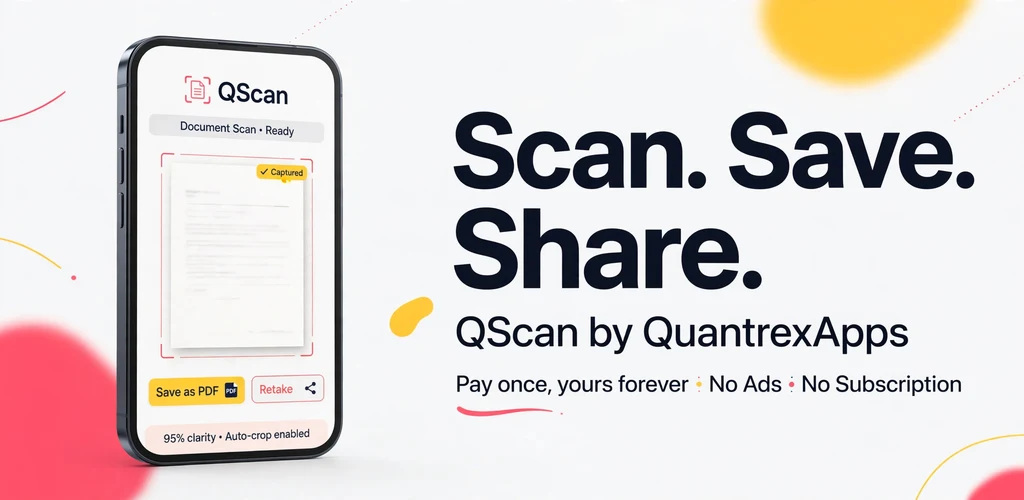 QScan
Document Scan • Ready
✓ Captured
Save as PDF PDF
Retake
95% clarity • Auto-crop enabled
Scan. Save.
Share.
QScan by QuantrexApps
Pay once, yours forever • No Ads • No Subscription